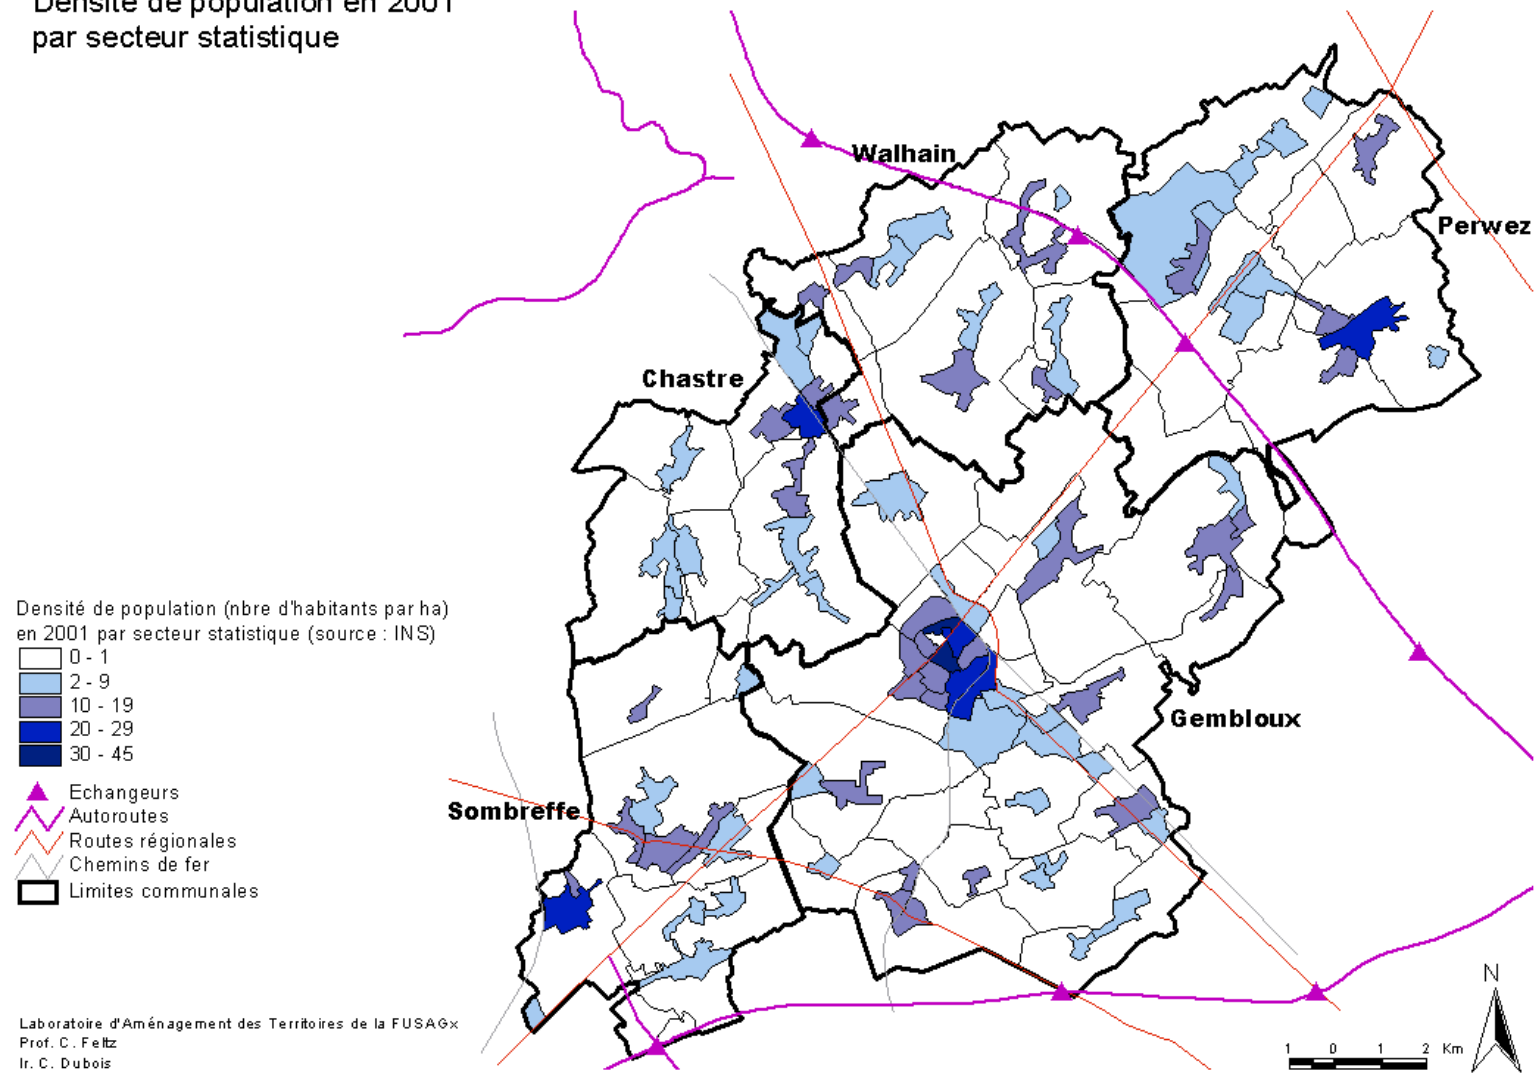 Densité de population en 2001
par secteur statistique
Walhain
Perwez
Chastre
Gembloux
Sombreffe
Densité de population (nbre d'habitants par ha)
en 2001 par secteur statistique (source : INS)
0 - 1
2 - 9
10 - 19
20 - 29
30 - 45
Echangeurs
Autoroutes
Routes régionales
Chemins de fer
Limites communales
Laboratoire d'Aménagement des Territoires de la FUSAGx
Prof. C. Feltz
Ir. C. Dubois
N
1 0 1 2 Km